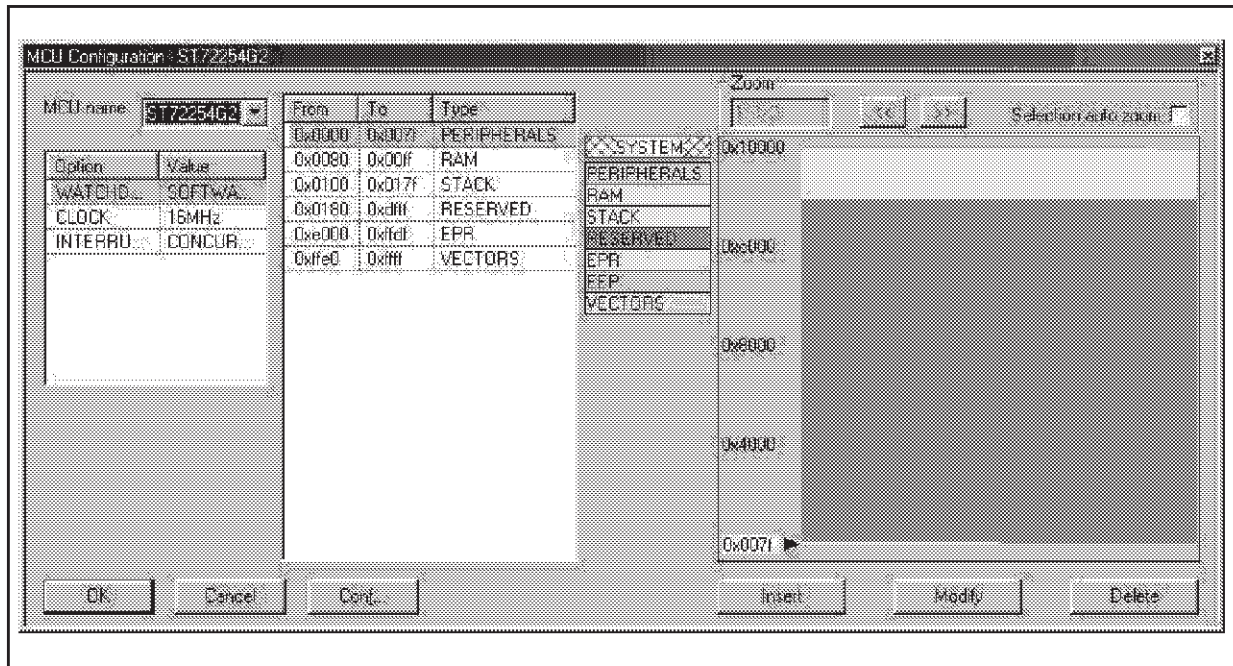 MCU Configuration : ST72254G2
MCU name:
ST72254G2
Option Value
WATCHD... SOFTWA...
CLOCK 16MHz
INTERRU... CONCUR...
From To Type
0x0000 0x007f PERIPHERALS
0x0080 0x00ff RAM
0x0100 0x017f STACK
0x0180 0xdfff RESERVED
0xe000 0xffdf EPR
0xffe0 0xffff VECTORS
SYSTEM
PERIPHERALS
RAM
STACK
RESERVED
EPR
EEP
VECTORS
Zoom
<< >>
Selection auto zoom
0x10000
0xc000
0x8000
0x4000
0x007f
OK Cancel Conf... Insert Modify Delete